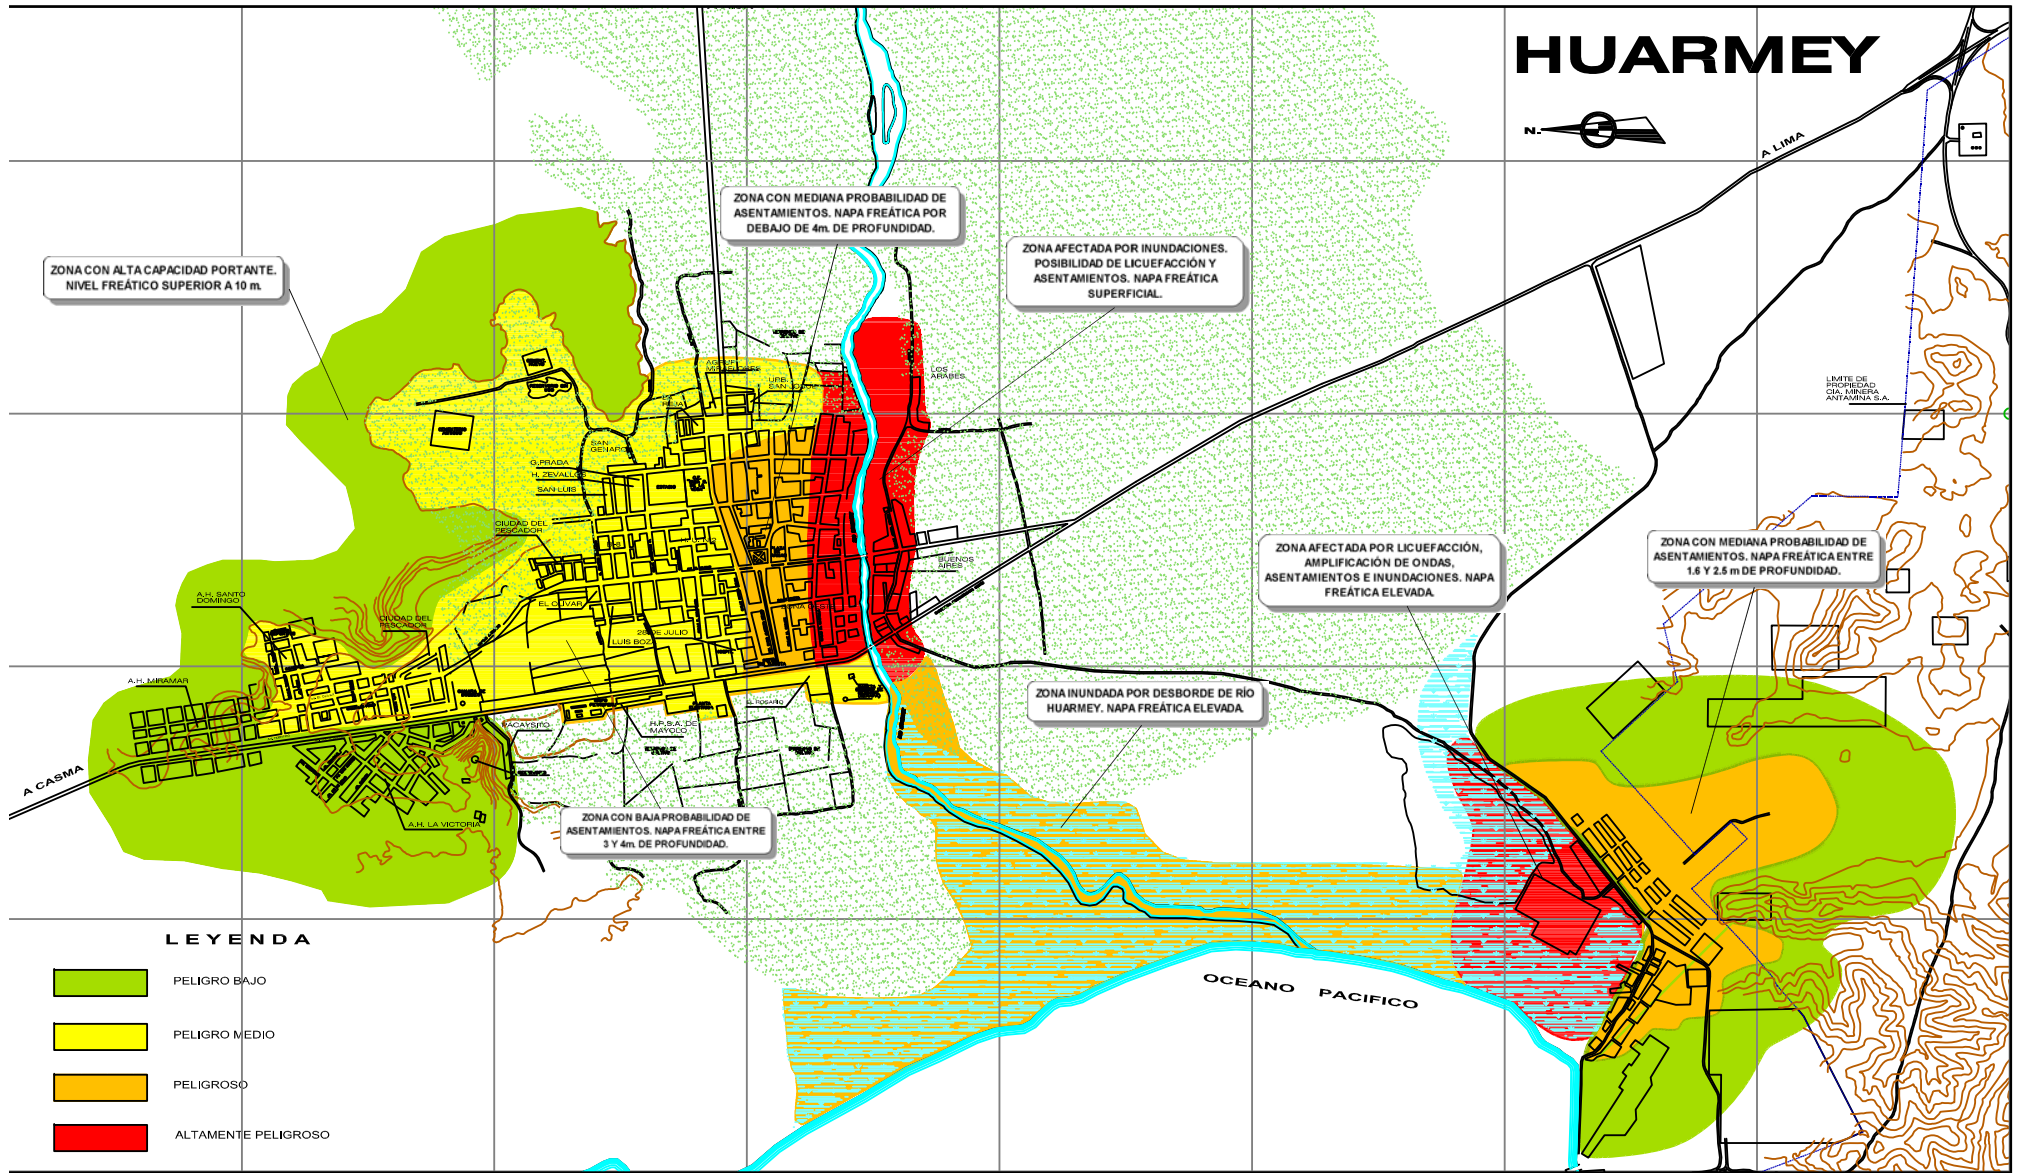 HUARMEY
N.
A LIMA
ZONA CON MEDIANA PROBABILIDAD DE
ASENTAMIENTOS. NAPA FREÁTICA POR
DEBAJO DE 4m. DE PROFUNDIDAD.
ZONA AFECTADA POR INUNDACIONES.
POSIBILIDAD DE LICUEFACCIÓN Y
ASENTAMIENTOS. NAPA FREÁTICA
SUPERFICIAL.
ZONA CON ALTA CAPACIDAD PORTANTE.
NIVEL FREÁTICO SUPERIOR A 10 m.
LOS
ARABES
LIMITE DE
PROPIEDAD
CIA. MINERA
ANTAMINA S.A.
SAN
GENARO
G.PRADA
H. ZEVALLOS
SAN LUIS
CIUDAD DEL
PESCADOR
BUENOS
AIRES
ZONA AFECTADA POR LICUEFACCIÓN,
AMPLIFICACIÓN DE ONDAS,
ASENTAMIENTOS E INUNDACIONES. NAPA
FREÁTICA ELEVADA.
ZONA CON MEDIANA PROBABILIDAD DE
ASENTAMIENTOS. NAPA FREÁTICA ENTRE
1.6 Y 2.5 m DE PROFUNDIDAD.
A.H. SANTO
DOMINGO
CIUDAD DEL
PESCADOR
EL OLIVAR
28 DE JULIO
LUIS BOZA
A.H. MIRAMAR
EL ROSARIO
ZONA INUNDADA POR DESBORDE DE RÍO
HUARMEY. NAPA FREÁTICA ELEVADA.
PACAYSITO
H.P.S.A. DE
MAYOLO
A CASMA
A.H. LA VICTORIA
ZONA CON BAJA PROBABILIDAD DE
ASENTAMIENTOS. NAPA FREÁTICA ENTRE
3 Y 4m. DE PROFUNDIDAD.
OCEANO PACIFICO
LEYENDA
PELIGRO BAJO
PELIGRO MEDIO
PELIGROSO
ALTAMENTE PELIGROSO